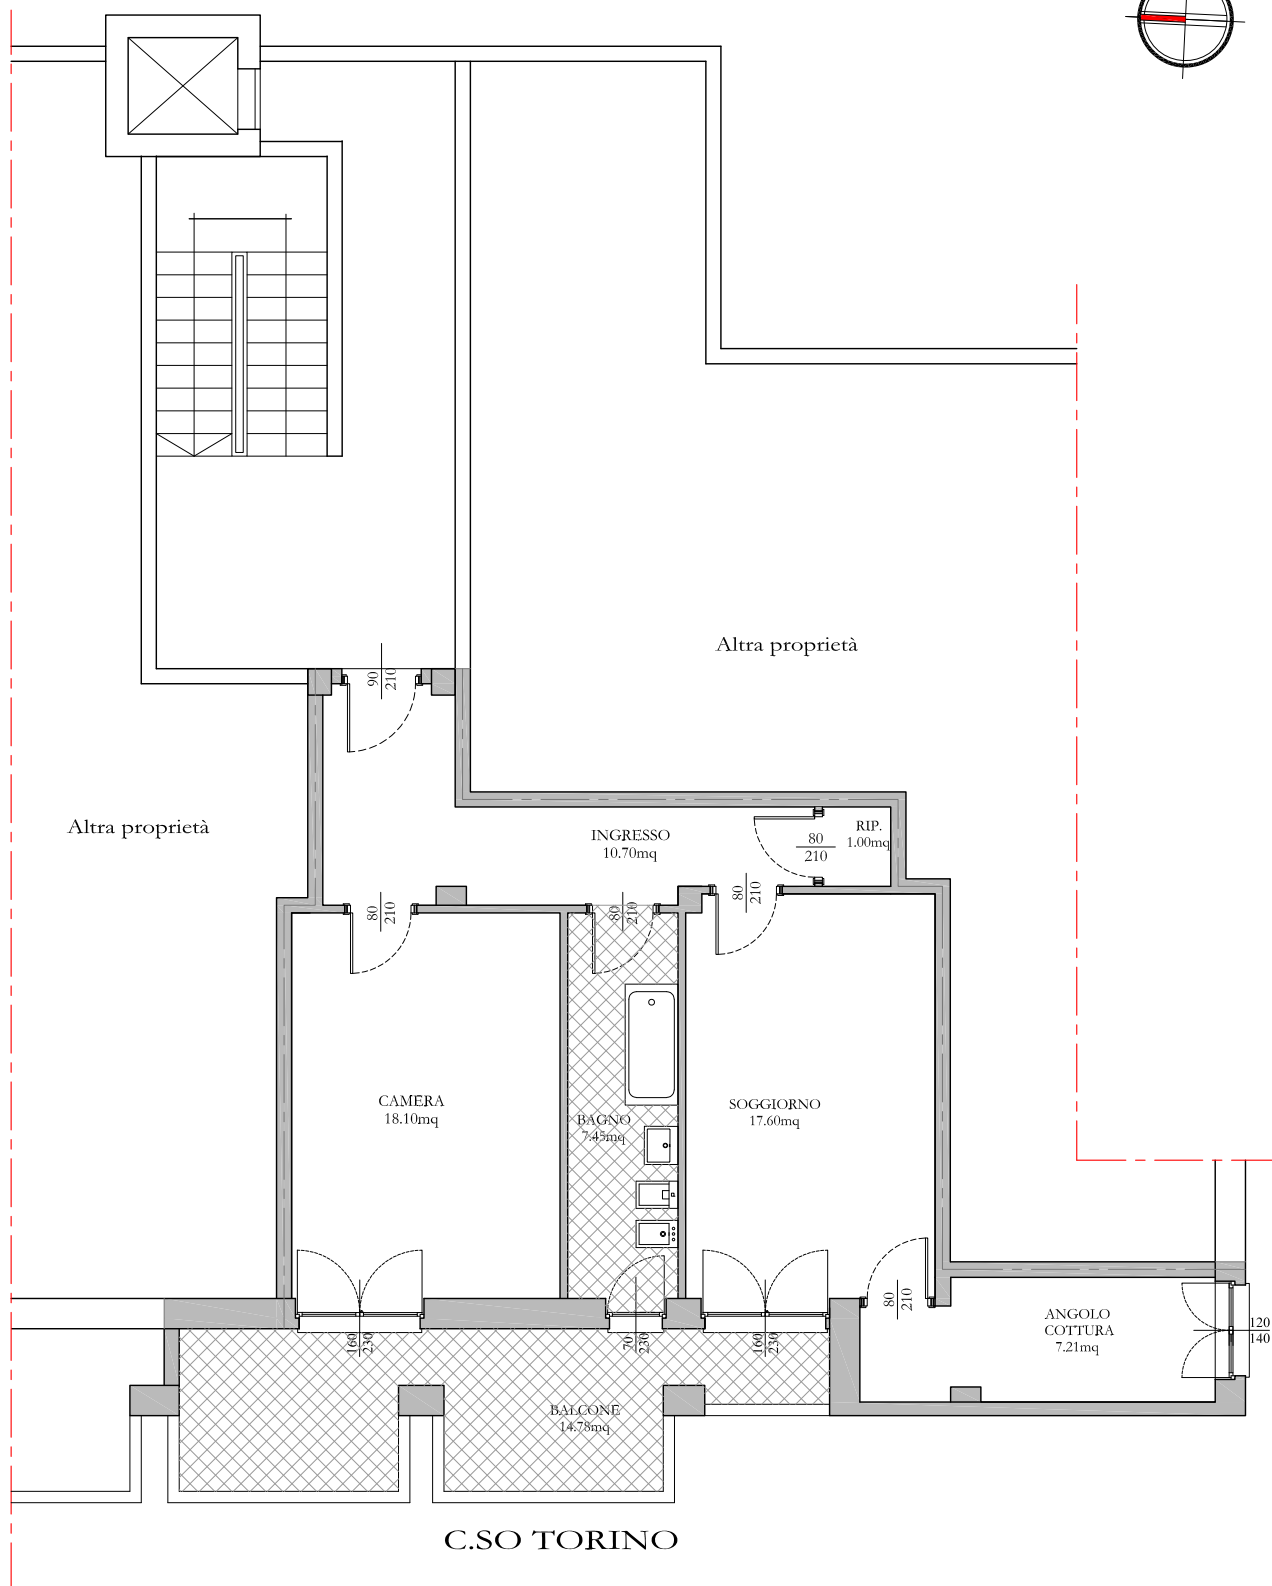 Altra proprietà
90
210
Altra proprietà
INGRESSO
10.70mq
80
210
RIP.
1.00mq
80
210
80
210
80
210
CAMERA
18.10mq
BAGNO
7.45mq
SOGGIORNO
17.60mq
80
210
ANGOLO
COTTURA
7.21mq
120
140
160
230
70
230
160
230
BALCONE
14.78mq
C.SO TORINO